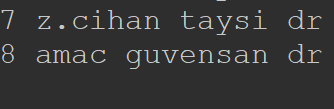 7 z.cihan taysi dr
8 amac guvensan dr